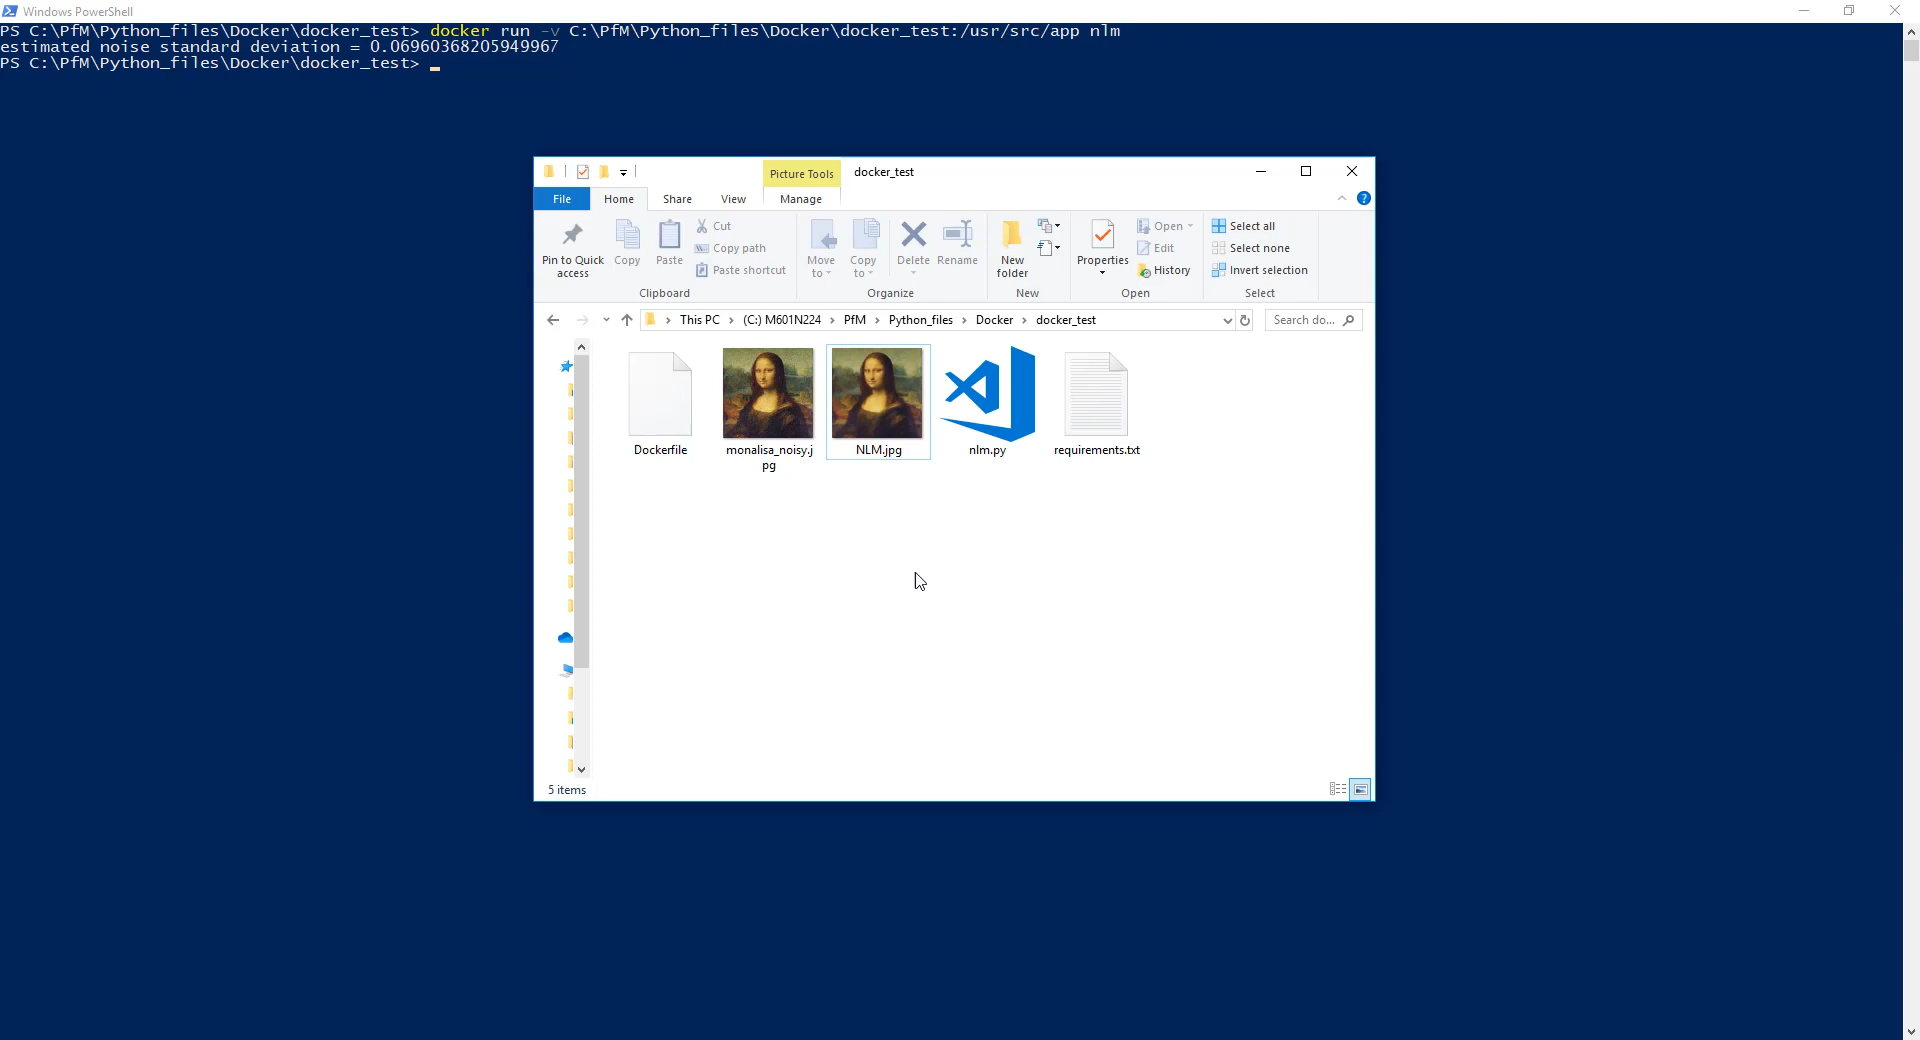 Windows PowerShell
PS C:\PfM\Python_files\Docker\docker_test> docker run -v C:\PfM\Python_files\Docker\docker_test:/usr/src/app nlm
estimated noise standard deviation = 0.06960368205949967
PS C:\PfM\Python_files\Docker\docker_test>
Picture Tools
docker_test
File
Home
Share
View
Manage
Pin to Quick access
Copy
Paste
Cut
Copy path
Paste shortcut
Clipboard
Move to
Copy to
Delete
Rename
Organize
New folder
New
Properties
Open
Edit
History
Open
Select all
Select none
Invert selection
Select
This PC > (C:) M601N224 > PfM > Python_files > Docker > docker_test
Search do...
Dockerfile
monalisa_noisy.j
pg
NLM.jpg
nlm.py
requirements.txt
5 items